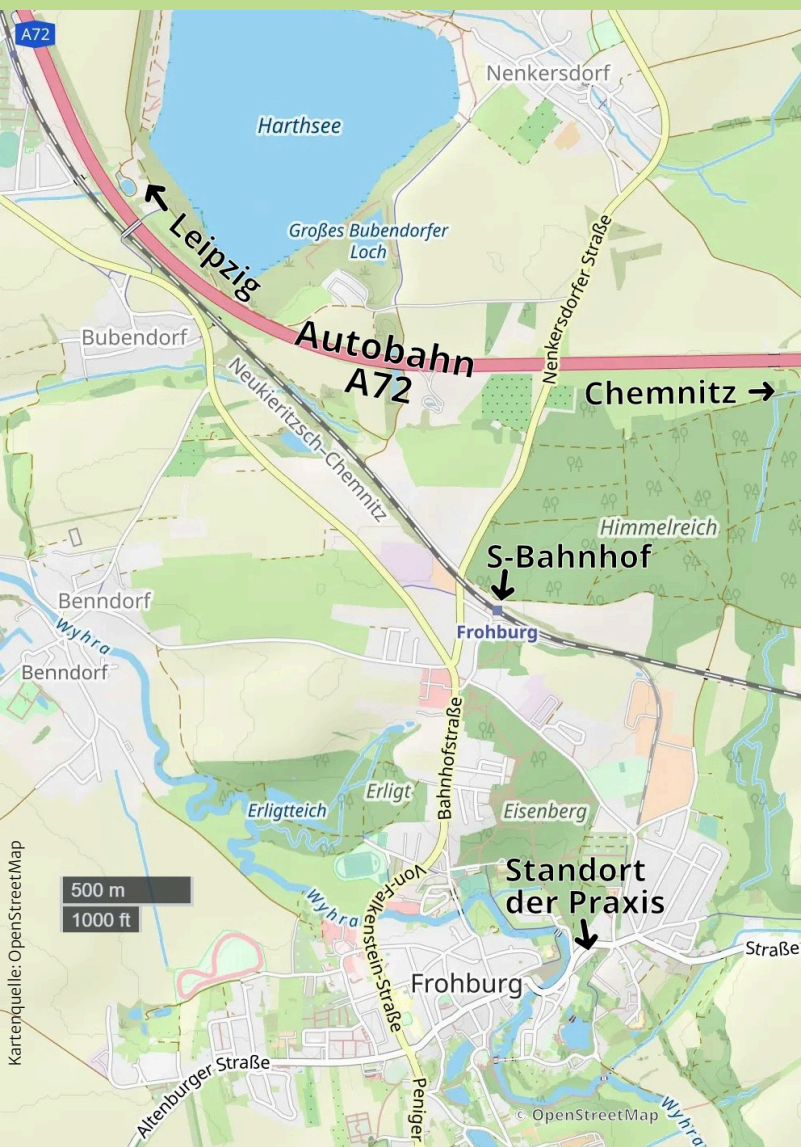 A72
Nenkersdorf
Harthsee
Leipzig
Großes Bubendorfer
Loch
Nenkersdorfer Straße
Bubendorf
Autobahn
A72
Chemnitz →
Neukieritzsch–Chemnitz
Himmelreich
S-Bahnhof
Frohburg
Benndorf
Wyhra
Benndorf
Bahnhofstraße
Erligt
Erligtteich
Eisenberg
Standort
der Praxis
500 m
1000 ft
Von-Falkenstein-Straße
Wyhra
Straße
Frohburg
Kartenquelle: OpenStreetMap
Altenburger Straße
Peniger
© OpenStreetMap
Wyhra